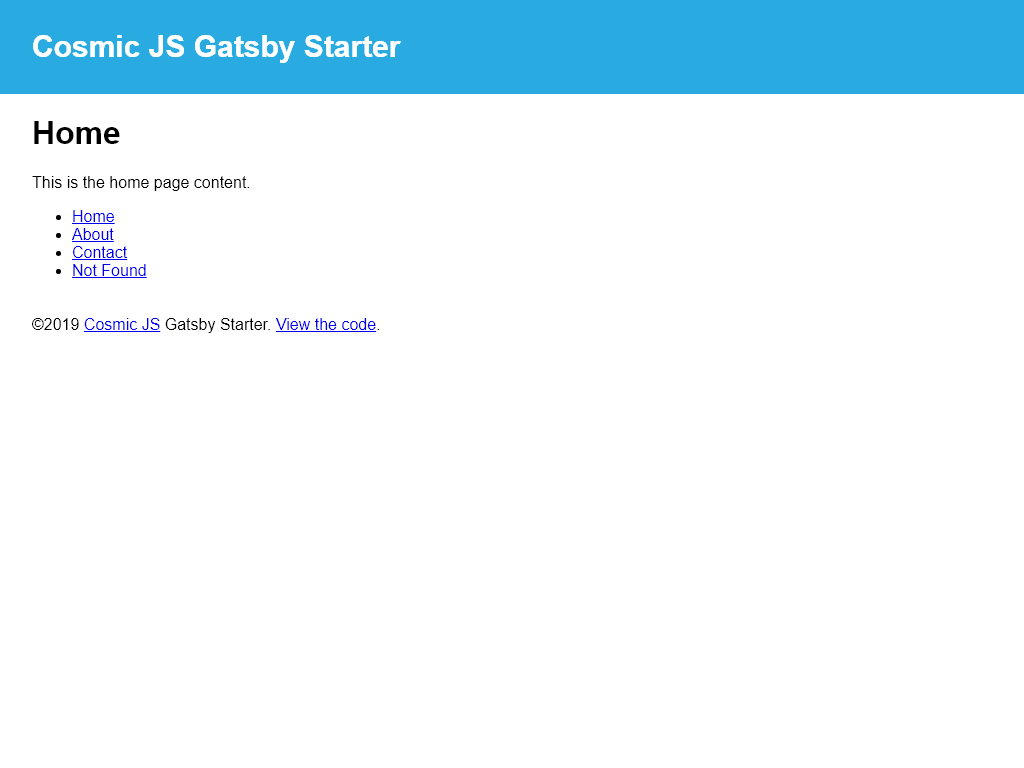 Cosmic JS Gatsby Starter
Home
This is the home page content.
Home
About
Contact
Not Found
©2019 Cosmic JS Gatsby Starter. View the code.